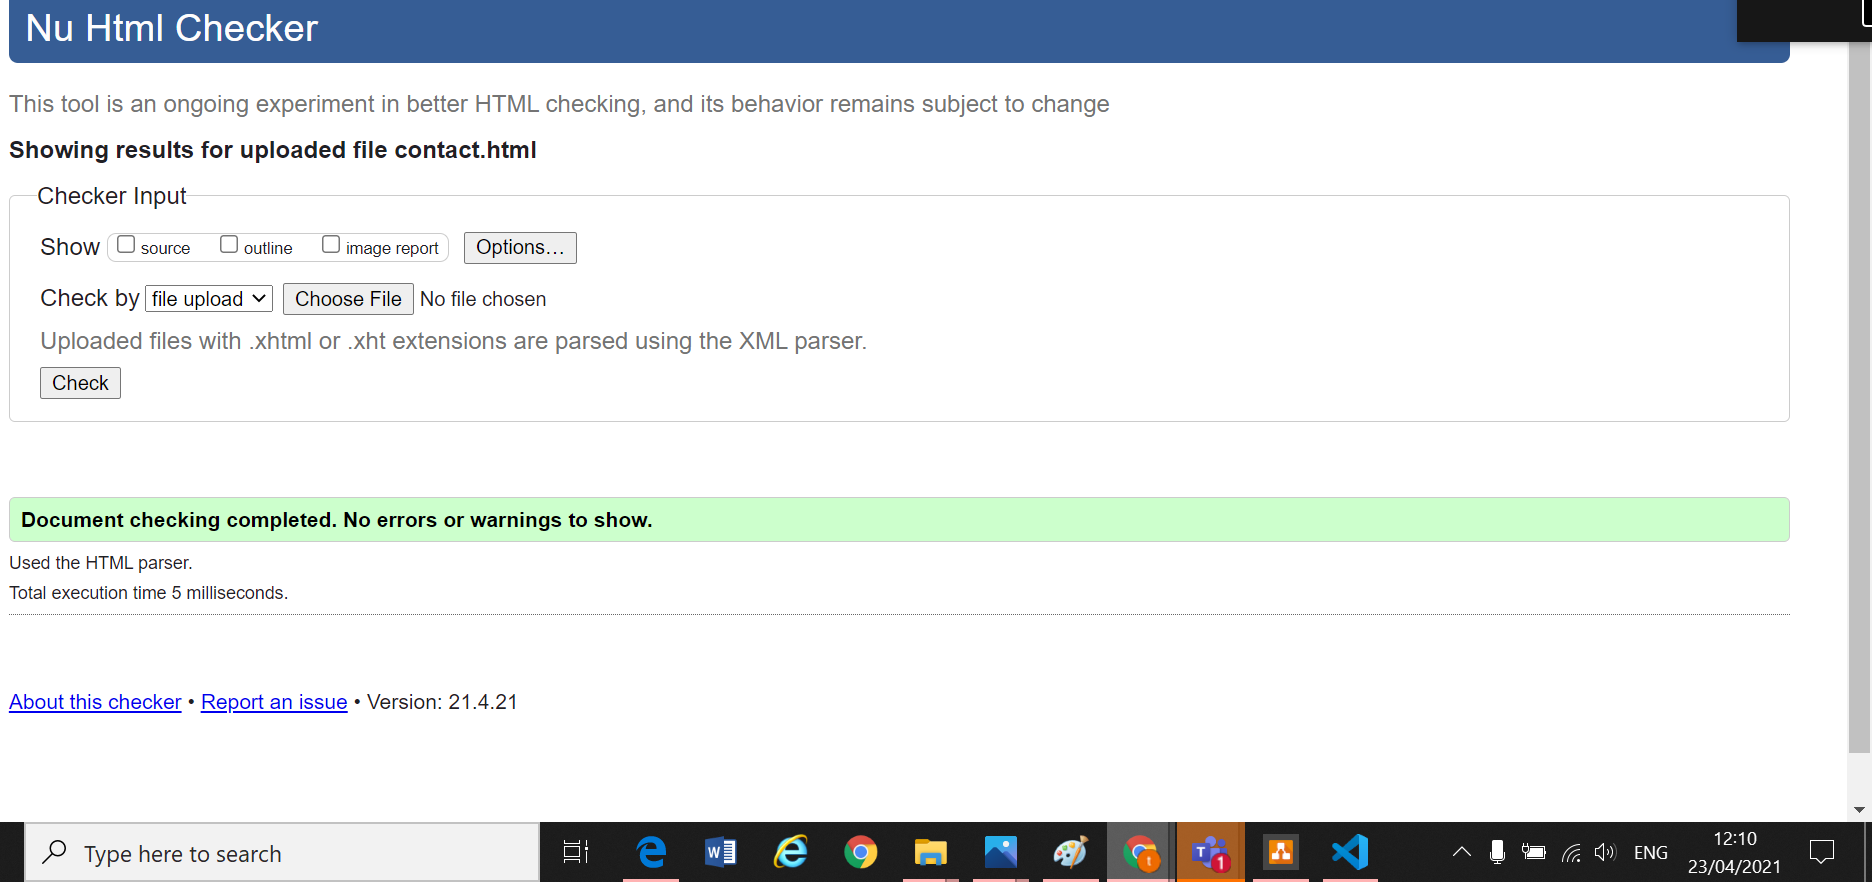 Nu Html Checker
This tool is an ongoing experiment in better HTML checking, and its behavior remains subject to change
Showing results for uploaded file contact.html
Checker Input
Show source outline image report Options…
Check by file upload Choose File No file chosen
Uploaded files with .xhtml or .xht extensions are parsed using the XML parser.
Check
Document checking completed. No errors or warnings to show.
Used the HTML parser.
Total execution time 5 milliseconds.
About this checker • Report an issue • Version: 21.4.21
Type here to search
W
t
T
1
ENG
12:10
23/04/2021